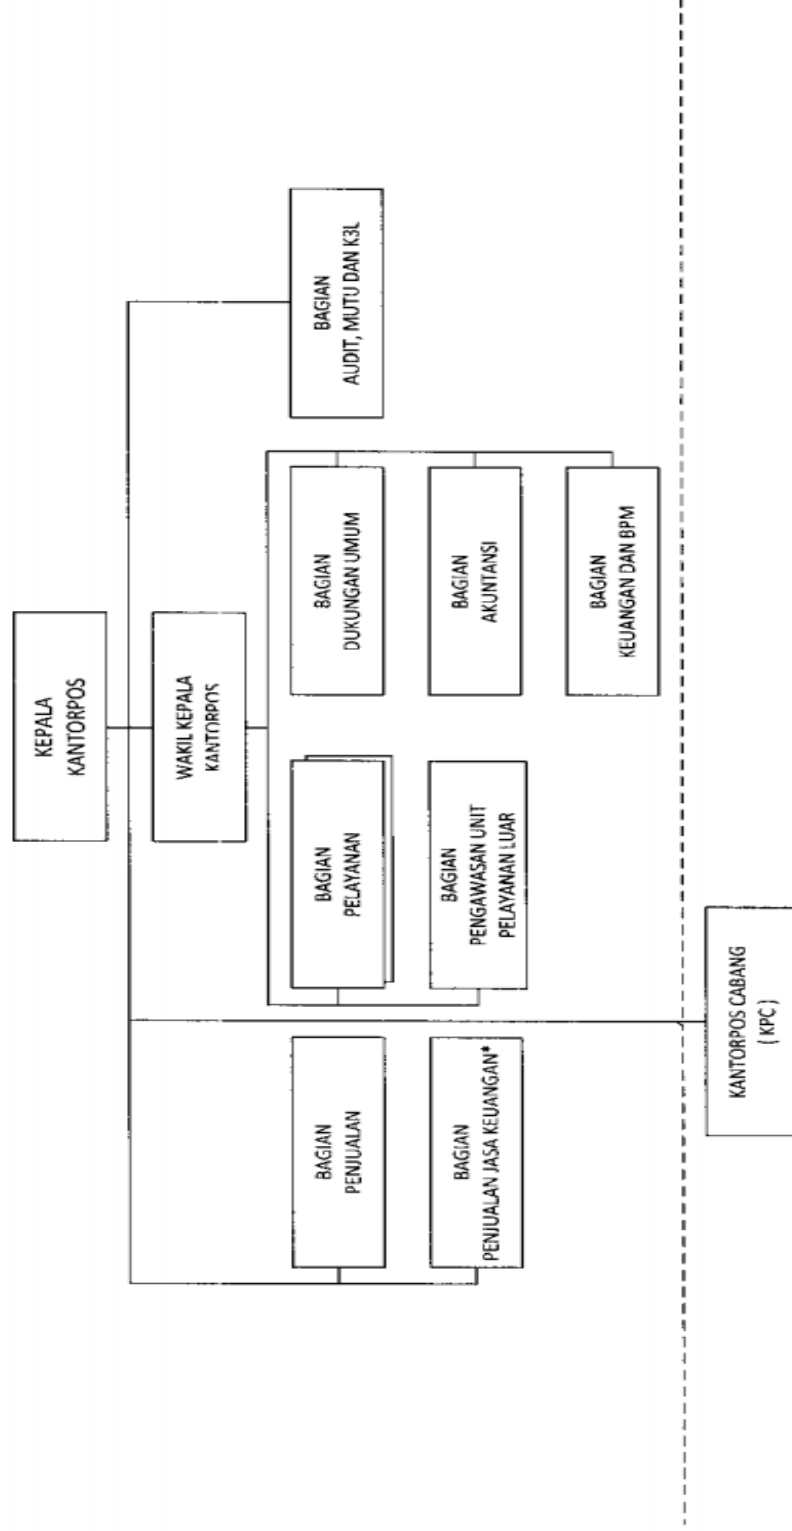 KEPALA
KANTORPOS
WAKIL KEPALA
KANTORPOS
BAGIAN
PENJUALAN
BAGIAN
PELAYANAN
BAGIAN
DUKUNGAN UMUM
BAGIAN
AUDIT, MUTU DAN K3L
BAGIAN
PENJUALAN JASA KEUANGAN*
BAGIAN
PENGAWASAN UNIT
PELAYANAN LUAR
BAGIAN
AKUNTANSI
BAGIAN
KEUANGAN DAN BPM
KANTORPOS CABANG
( KPC )